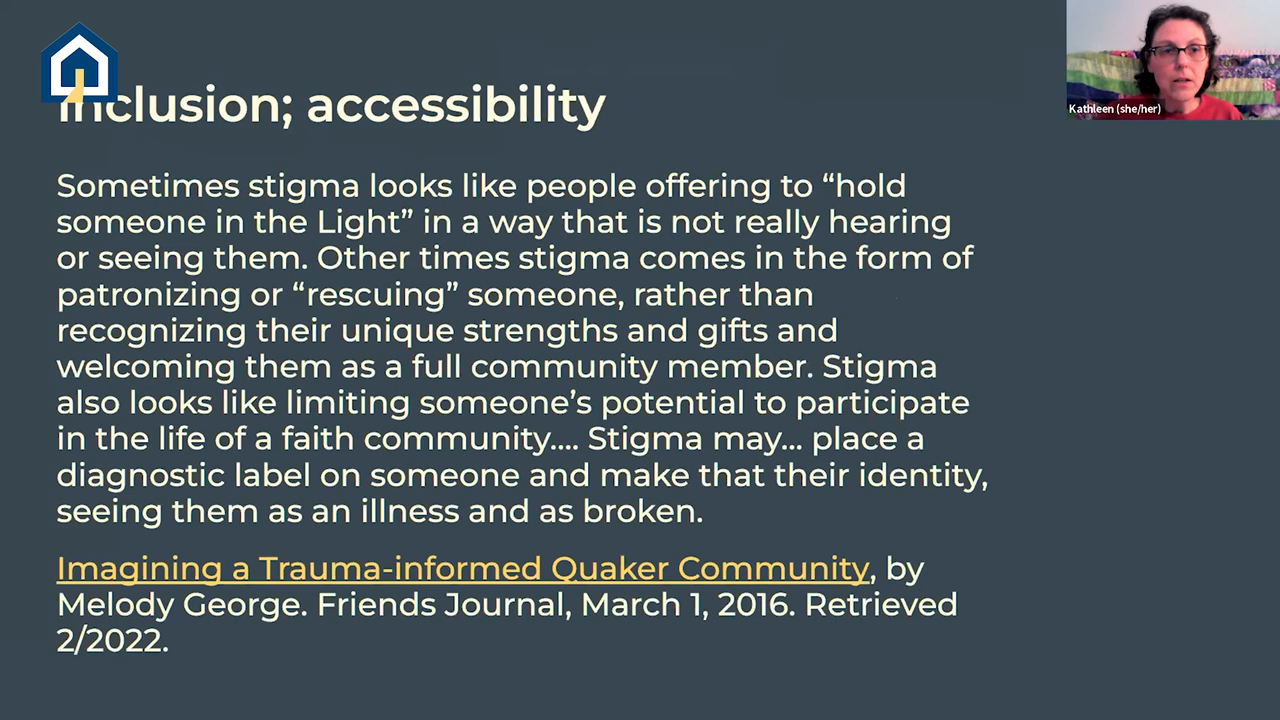 Inclusion; accessibility
Kathleen (she/her)
Sometimes stigma looks like people offering to “hold
someone in the Light” in a way that is not really hearing
or seeing them. Other times stigma comes in the form of
patronizing or “rescuing” someone, rather than
recognizing their unique strengths and gifts and
welcoming them as a full community member. Stigma
also looks like limiting someone’s potential to participate
in the life of a faith community.... Stigma may... place a
diagnostic label on someone and make that their identity,
seeing them as an illness and as broken.
Imagining a Trauma-informed Quaker Community, by
Melody George. Friends Journal, March 1, 2016. Retrieved
2/2022.